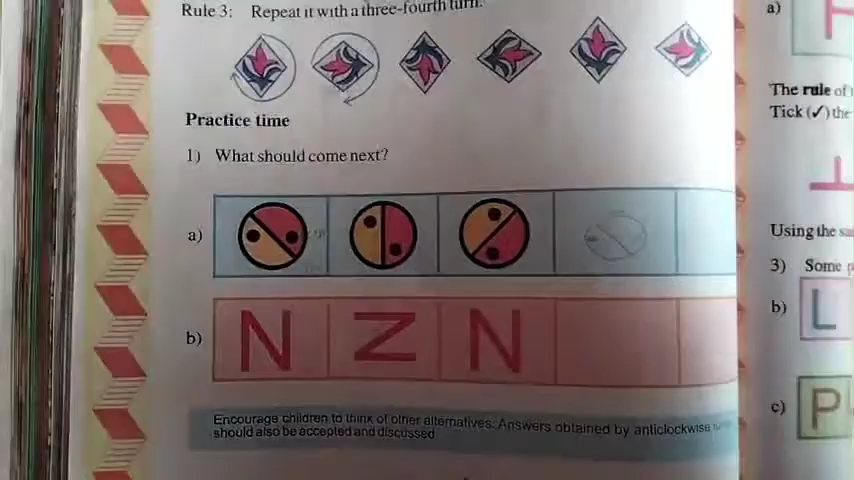 Rule 3: Repeat it with a three-fourth turn.
Practice time
1) What should come next?
a)
b) N Z N
Encourage children to think of other alternatives. Answers obtained by anticlockwise
should also be accepted and discussed
a)
The rule of
Tick (✓) the
Using the
3) Some
b) L
c) P